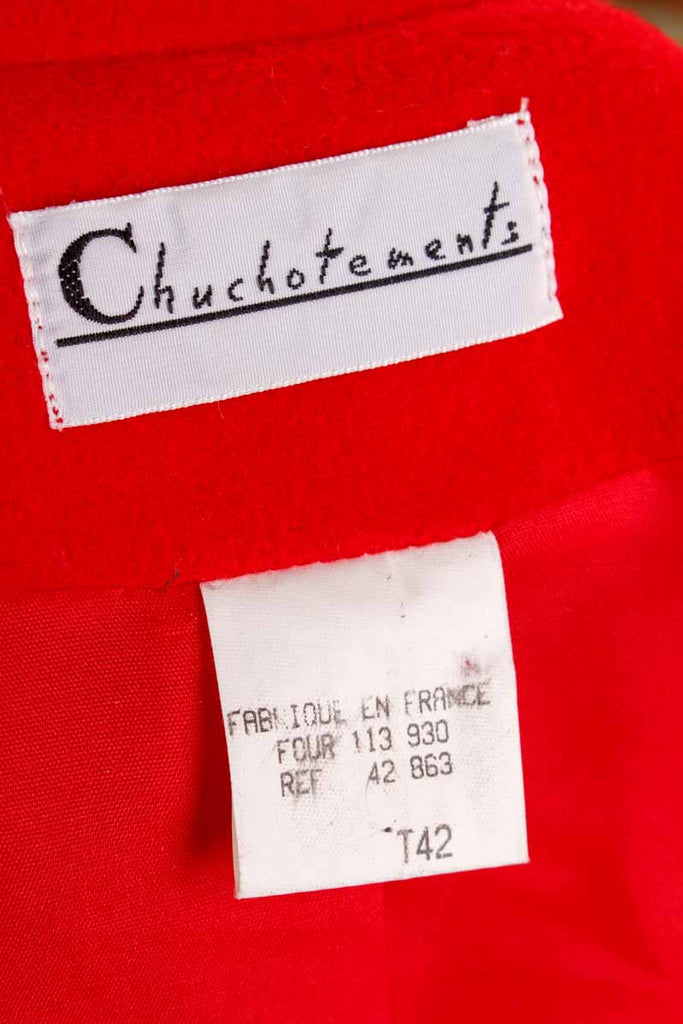 Chuchotements
FABRIQUE EN FRANCE
FOUR 113 930
REF 42 863
T42